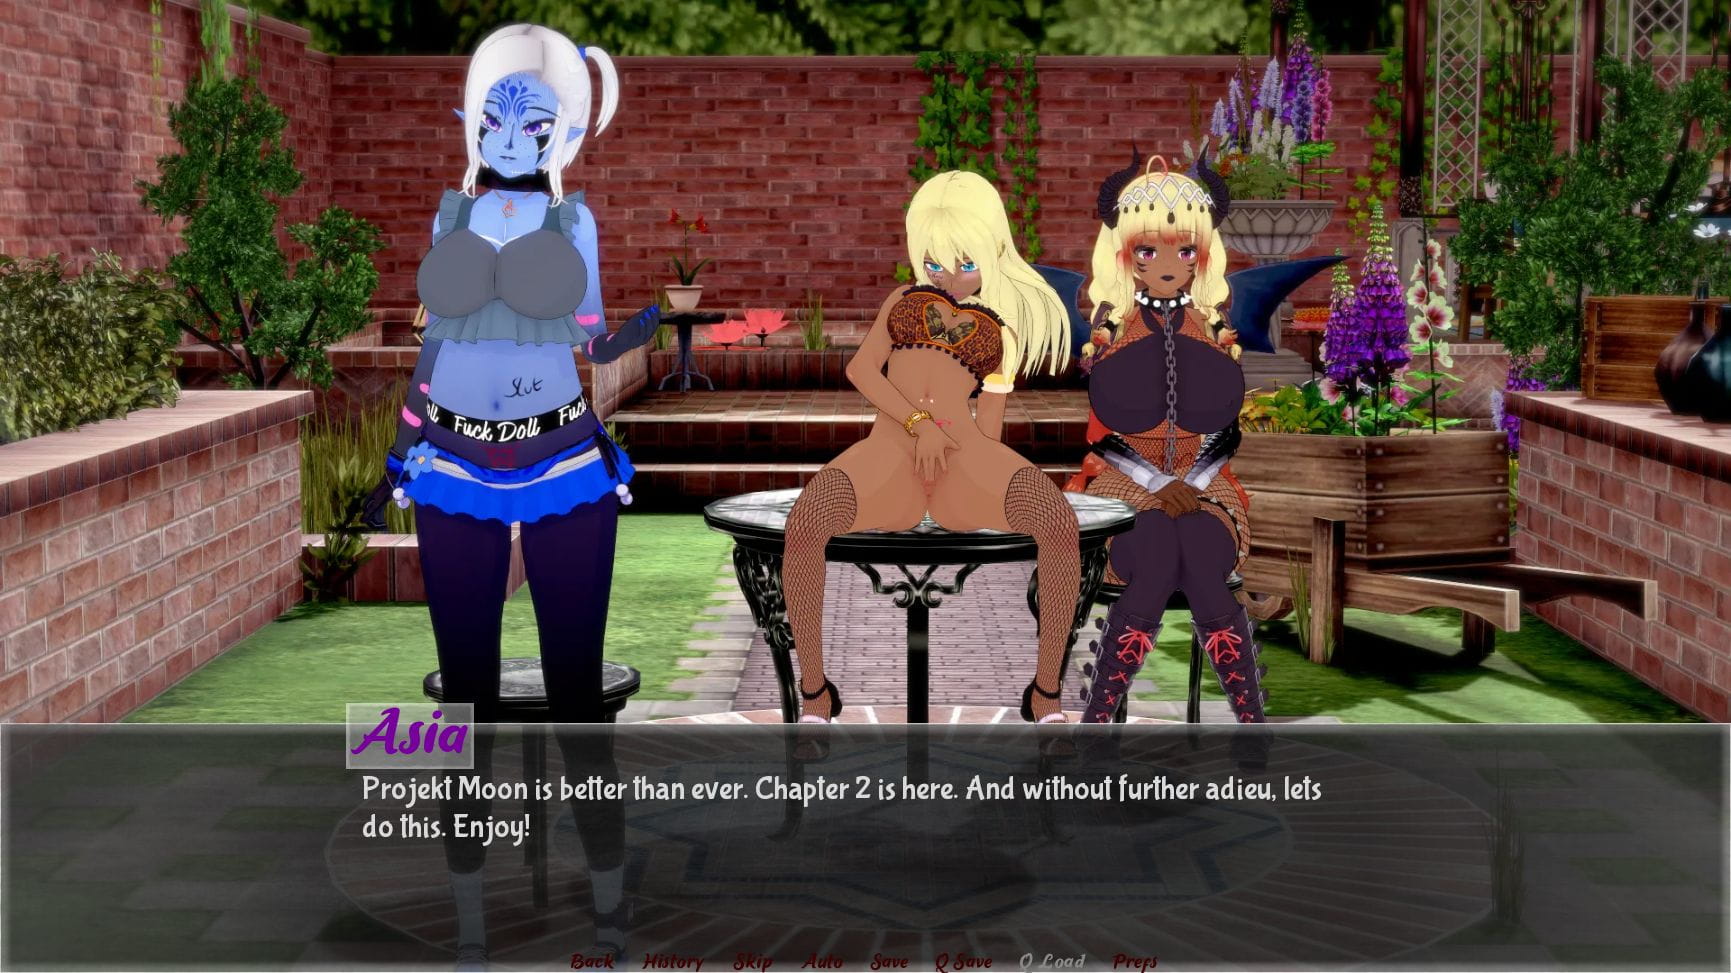 Slut
ll Fuck Doll Fuck
Asia
Projekt Moon is better than ever. Chapter 2 is here. And without further adieu, lets
do this. Enjoy!
Back History Skip Auto Save Q.Save Q.Load Prefs